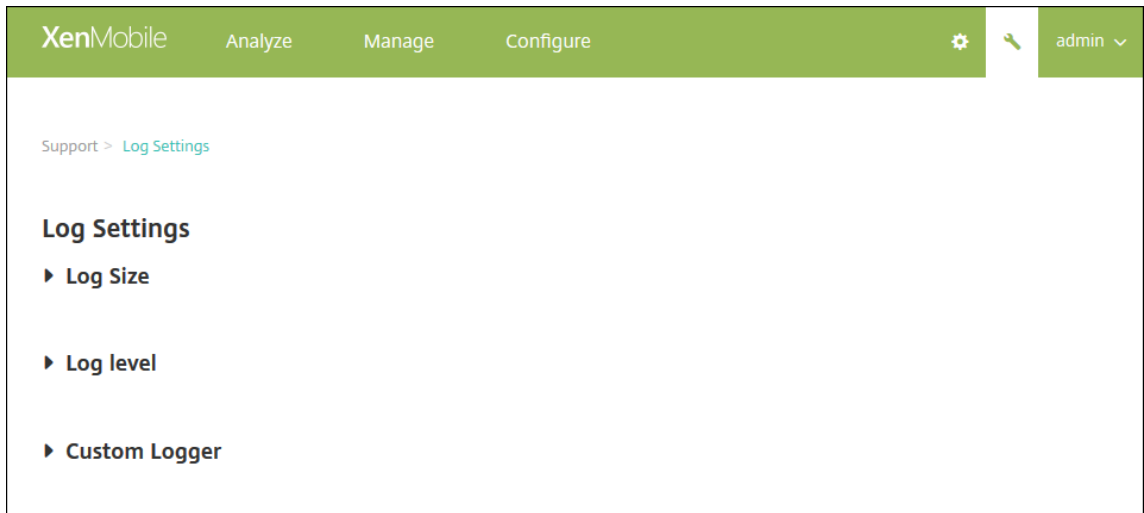 XenMobile Analyze Manage Configure admin
Support > Log Settings
Log Settings
Log Size
Log level
Custom Logger